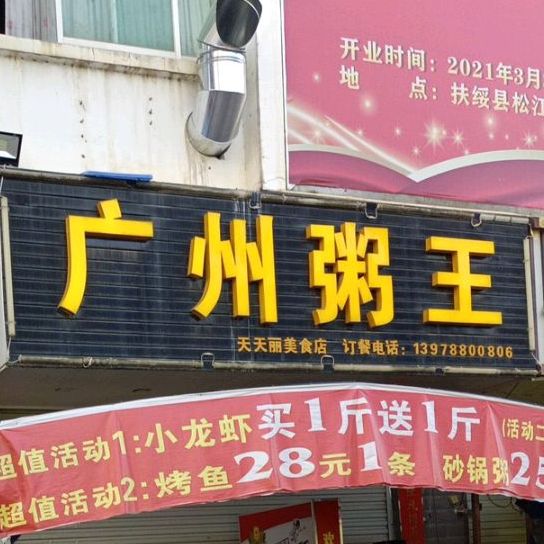 开业时间：2021年3月
地 点：扶绥县松江
广州粥王
天天丽美食店 订餐电话：13978800806
超值活动1：小龙虾买1斤送1斤（活动二
超值活动2：烤鱼28元1条 砂锅粥25